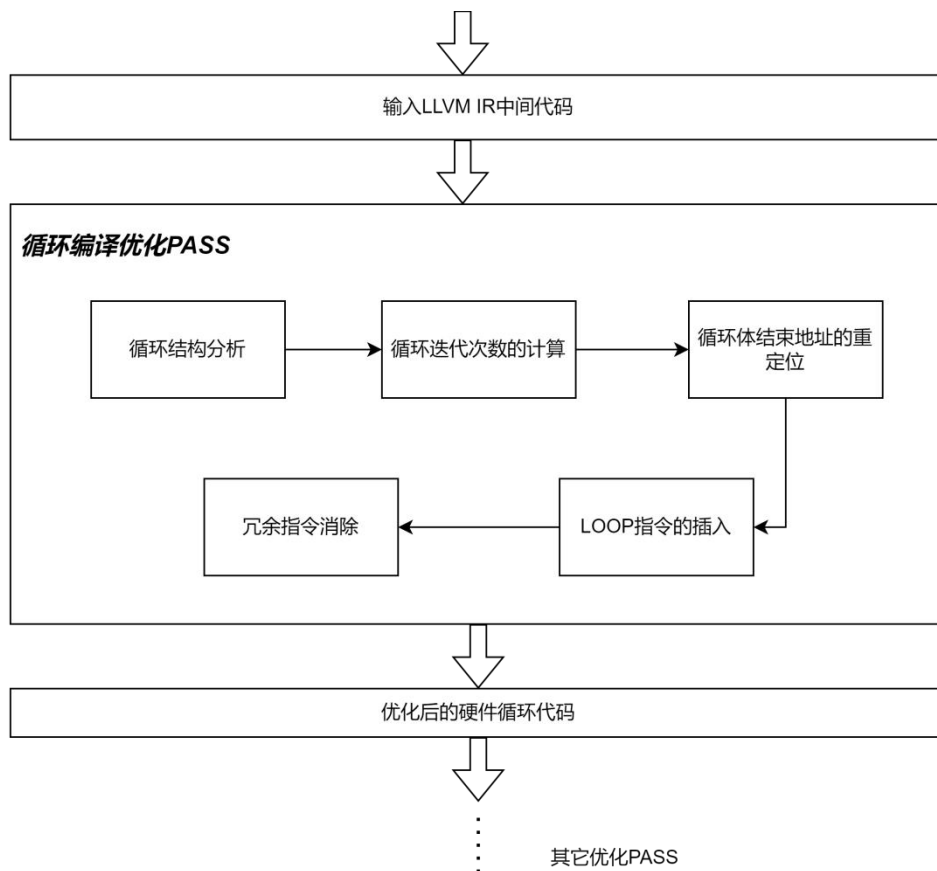 输入LLVM IR中间代码
循环编译优化PASS
循环结构分析
循环迭代次数的计算
循环体结束地址的重
定位
LOOP指令的插入
冗余指令消除
优化后的硬件循环代码
其它优化PASS